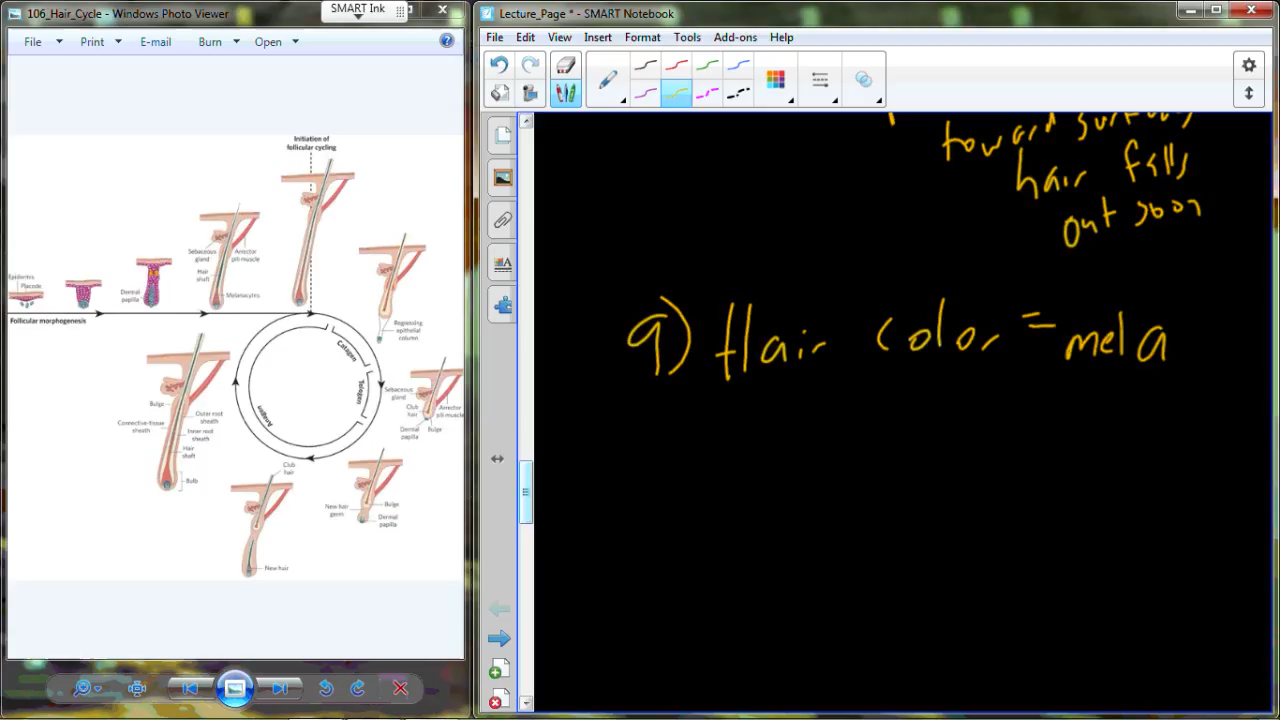 106_Hair_Cycle - Windows Photo Viewer
SMART Ink
File Print E-mail Burn Open
Initiation of
follicular cycling
Sebaceous
gland
Arrector
pili muscle
Hair
shaft
Melanocytes
Epidermis
Placode
Dermal
papilla
Follicular morphogenesis
Regressing
epithelial
column
Catagen
Telogen
Anagen
Sebaceous
gland
Club
hair
Arrector
pili muscle
Dermal
papilla
Bulge
Bulge
Outer root
sheath
Connective-tissue
sheath
Inner root
sheath
Hair
shaft
Bulb
Club
hair
New hair
germ
Bulge
Dermal
papilla
New hair
Lecture_Page * - SMART Notebook
File Edit View Insert Format Tools Add-ons Help
toward surface
hair falls
out soon
9) Hair color = mela